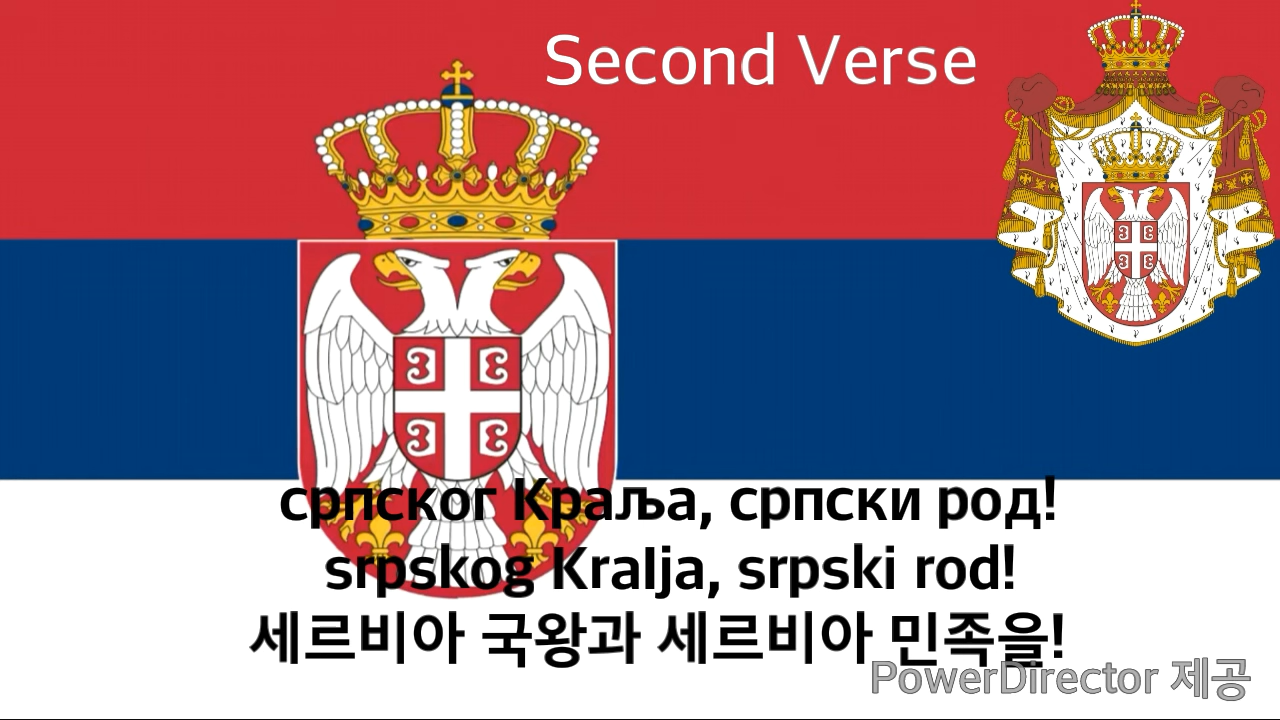 Second Verse
српског Краља, српски род!
srpskog Kralja, srpski rod!
세르비아 국왕과 세르비아 민족을!
PowerDirector 제공